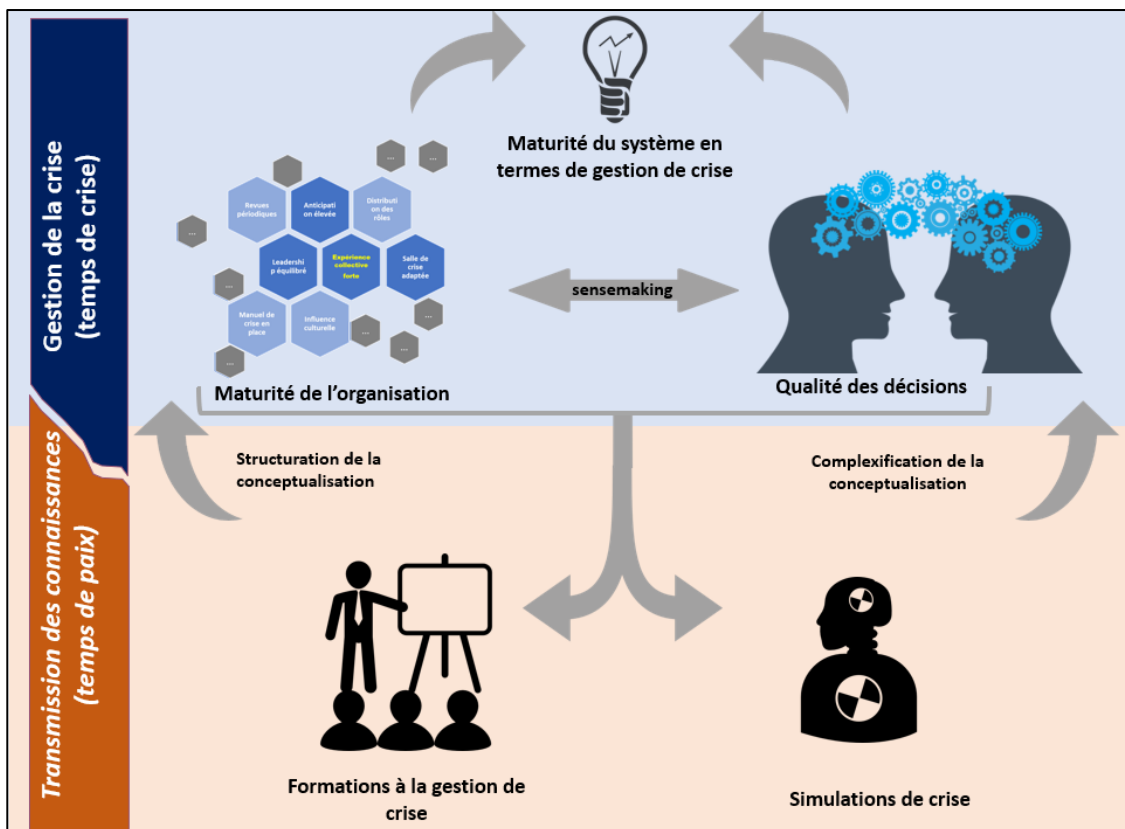 Gestion de la crise
(temps de crise)
Transmission des connaissances
(temps de paix)
Maturité du système en
termes de gestion de crise
...
...
...
Revues
périodiques
Anticipati
on élevée
Distributi
on des
rôles
...
Leadershi
p équilibré
Expérience
collective
forte
Salle de
crise
adaptée
...
Manuel de
crise en
place
Influence
culturelle
...
...
...
...
sensemaking
Maturité de l’organisation
Qualité des décisions
Structuration de la
conceptualisation
Complexification de la
conceptualisation
Formations à la gestion de
crise
Simulations de crise